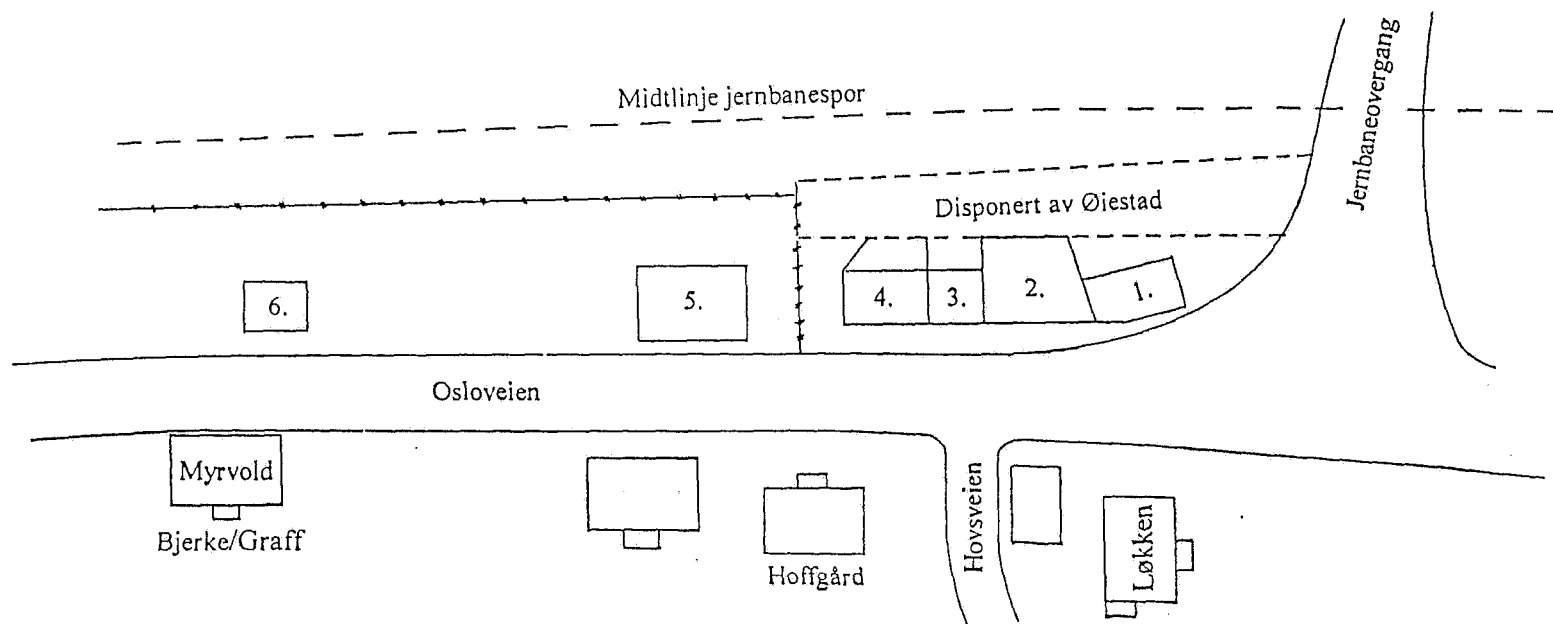 Midtlinje jernbanespor
Jernbaneovergang
Disponert av Øiestad
6.
5.
4.
3.
2.
1.
Osloveien
Myrvold
Bjerke/Graff
Hoffgård
Hovsveien
Løkken